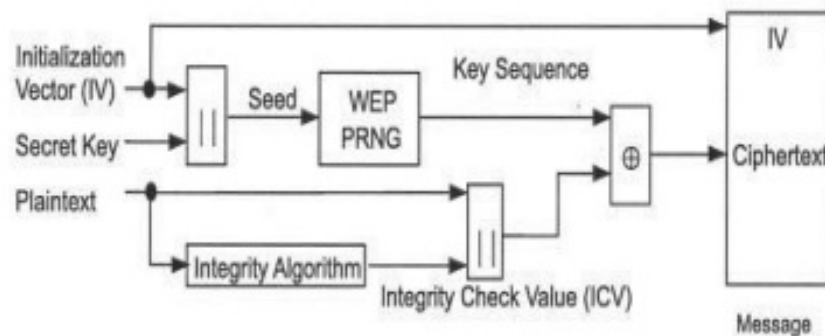 Initialization
Vector (IV)
Secret Key
Plaintext
||
Seed
WEP
PRNG
Key Sequence
Integrity Algorithm
||
Integrity Check Value (ICV)
⊕
IV
Ciphertext
Message